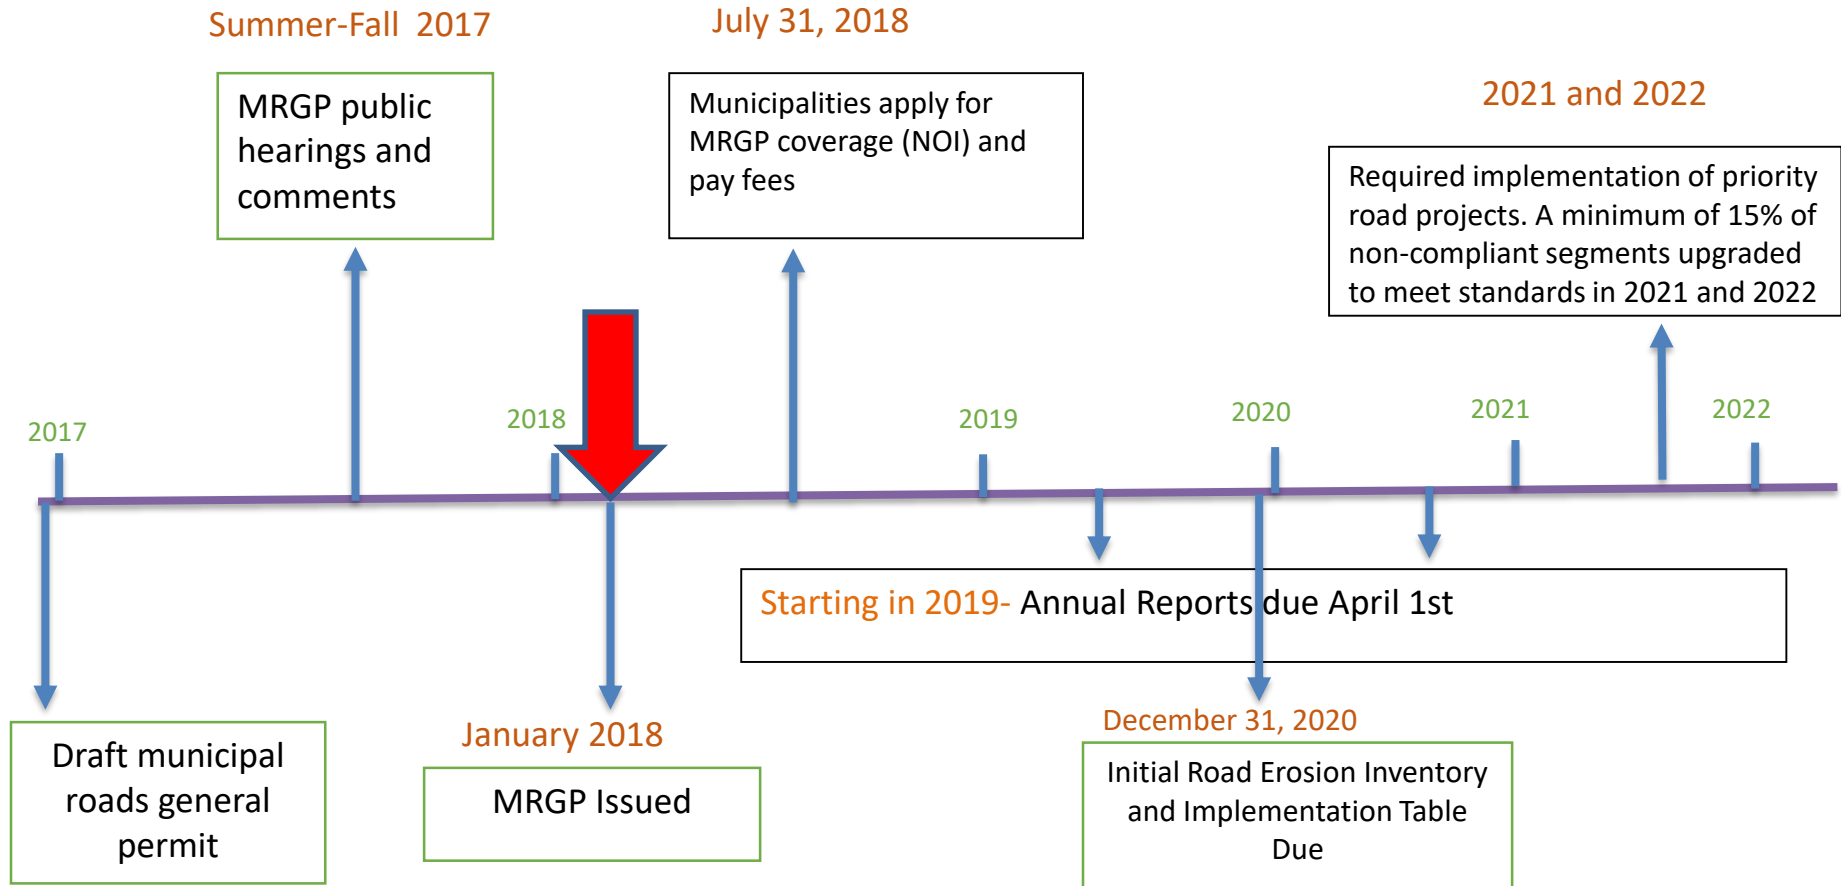 Summer-Fall  2017
MRGP public
hearings and
comments
July 31, 2018
Municipalities apply for
MRGP coverage (NOI) and
pay fees
2021 and 2022
Required implementation of priority
road projects. A minimum of 15% of
non-compliant segments upgraded
to meet standards in 2021 and 2022
2017
2018
2019
2020
2021
2022
Starting in 2019- Annual Reports due April 1st
Draft municipal
roads general
permit
January 2018
MRGP Issued
December 31, 2020
Initial Road Erosion Inventory
and Implementation Table
Due